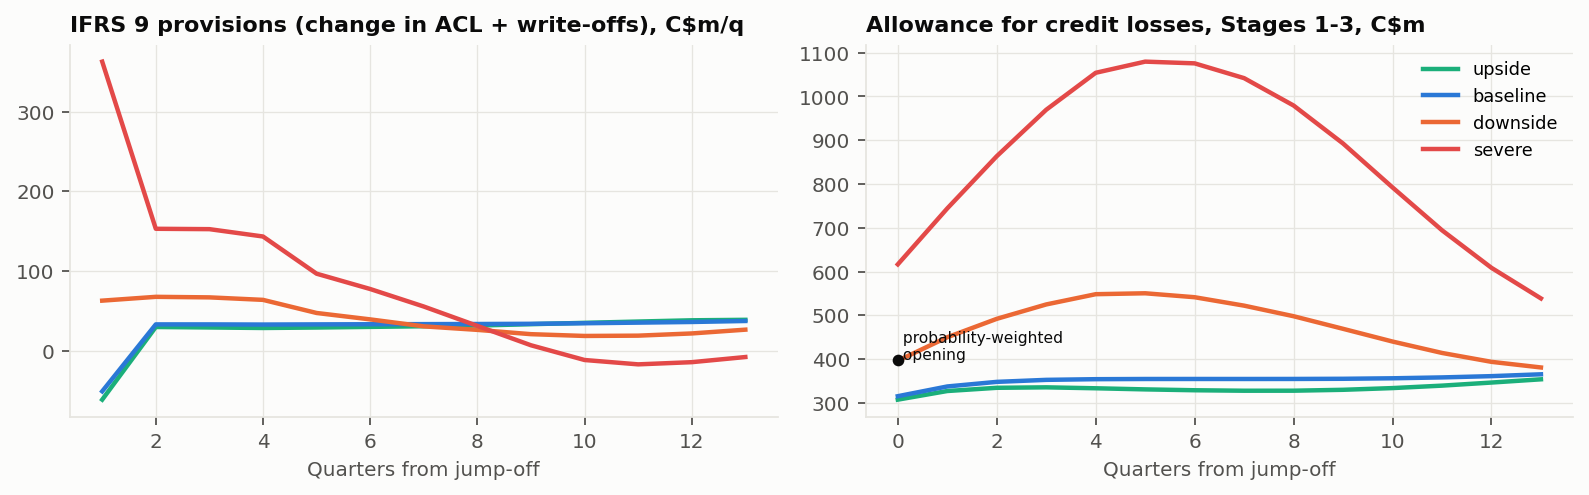 IFRS 9 provisions (change in ACL + write-offs), C$m/q
300
200
100
0
2
4
6
8
10
12
Quarters from jump-off
Allowance for credit losses, Stages 1-3, C$m
1100
1000
900
800
700
600
500
400
300
upside
baseline
downside
severe
probability-weighted
opening
0
2
4
6
8
10
12
Quarters from jump-off